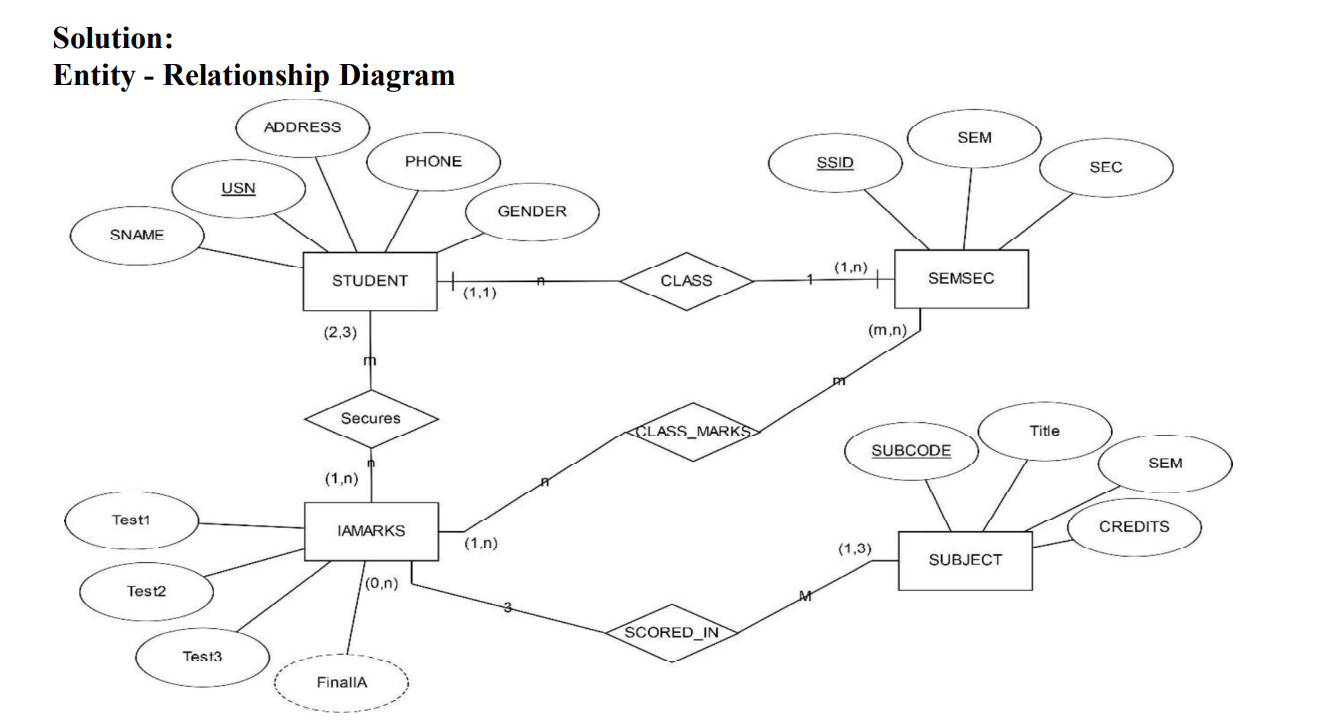 Solution:
Entity - Relationship Diagram
ADDRESS
PHONE
USN
GENDER
SNAME
STUDENT
(1,1)
n
CLASS
1
(1,n)
SSID
SEM
SEC
SEMSEC
(2,3)
m
Secures
n
(1,n)
(m,n)
m
CLASS_MARKS
n
(1,n)
IAMARKS
Test1
Test2
Test3
FinalIA
(0,n)
3
SCORED_IN
M
(1,3)
SUBJECT
SUBCODE
Title
SEM
CREDITS